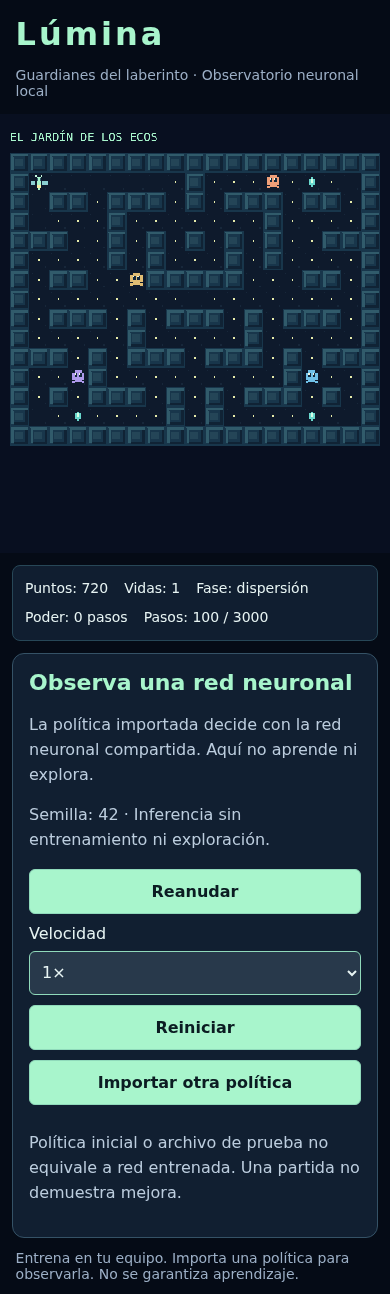 Lúmina
Guardianes del laberinto · Observatorio neuronal
local
EL JARDÍN DE LOS ECOS
Puntos: 720 Vidas: 1 Fase: dispersión
Poder: 0 pasos Pasos: 100 / 3000
Observa una red neuronal
La política importada decide con la red
neuronal compartida. Aquí no aprende ni
explora.
Semilla: 42 · Inferencia sin
entrenamiento ni exploración.
Reanudar
Velocidad
1×
Reiniciar
Importar otra política
Política inicial o archivo de prueba no
equivale a red entrenada. Una partida no
demuestra mejora.
Entrena en tu equipo. Importa una política para
observarla. No se garantiza aprendizaje.